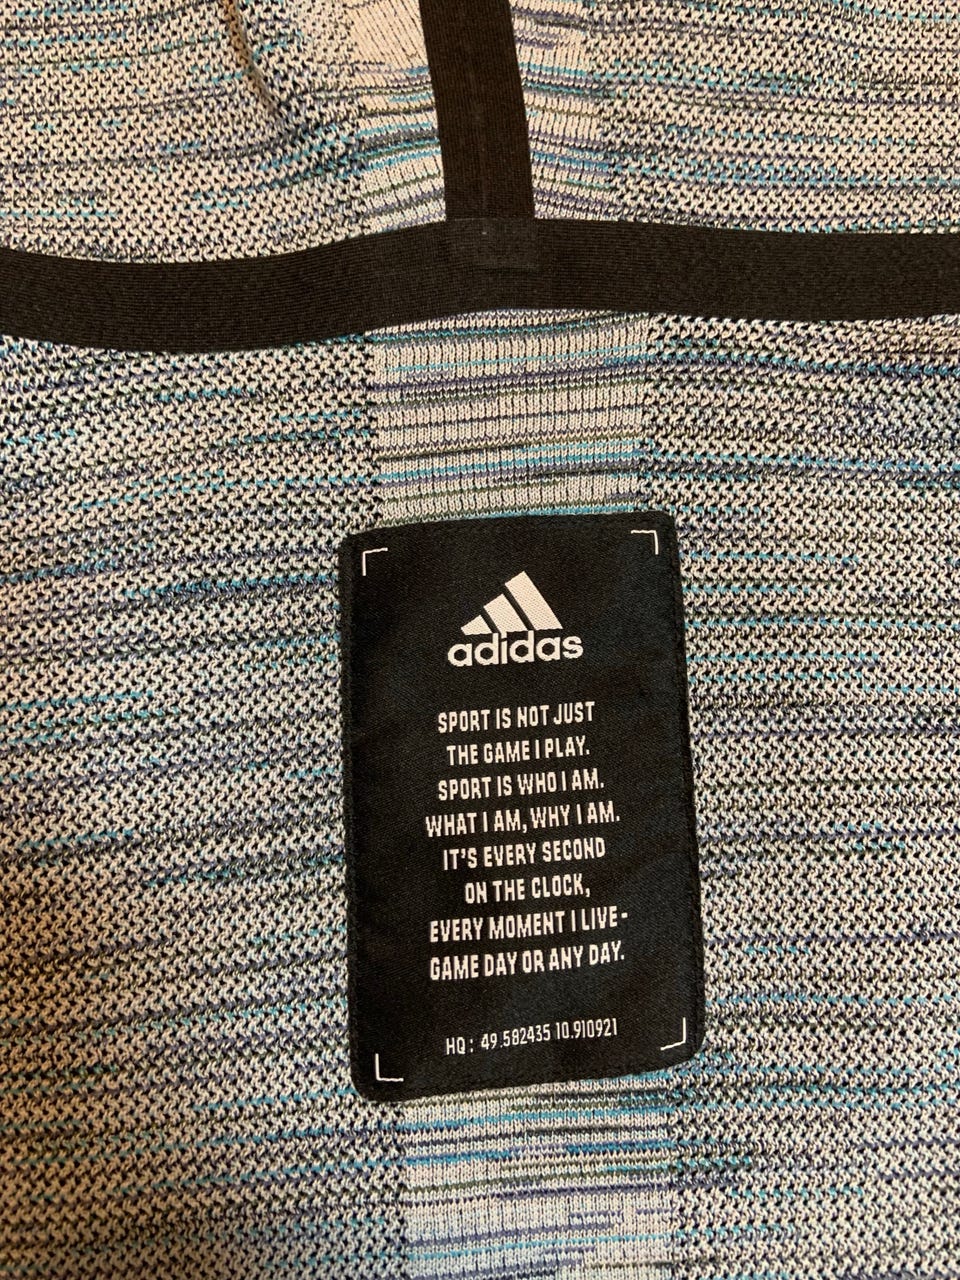 adidas
SPORT IS NOT JUST
THE GAME I PLAY.
SPORT IS WHO I AM.
WHAT I AM, WHY I AM.
IT'S EVERY SECOND
ON THE CLOCK,
EVERY MOMENT I LIVE-
GAME DAY OR ANY DAY.
HQ: 49.582435 10.910921